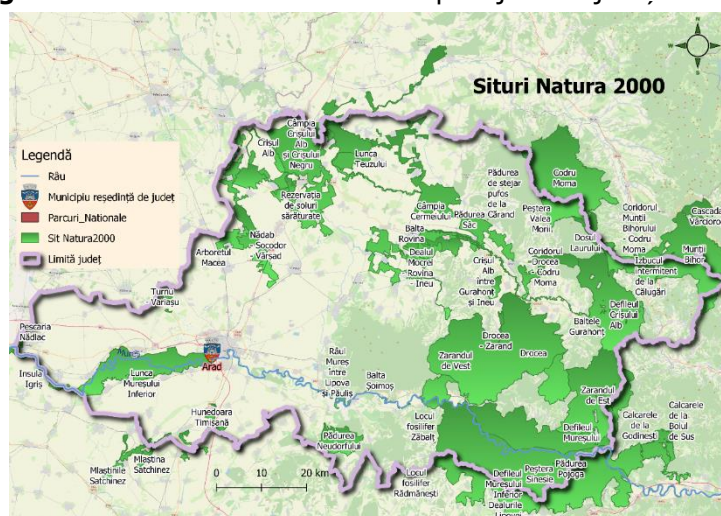 Situri Natura 2000
Legendă
Râu
Municipiu reședință de județ
Parcuri_Nationale
Sit Natura2000
Limită județ
Câmpia
Crișului
Alb
și Crișului
Negru
Crișul
Alb
Lunca
Teuzului
Rezervația
de soluri
sărăturate
Nădab
- Socodor
- Vărșad
Arboretul
Macea
Turnu
- Variașu
Pescăria
Nădlac
Insula
Igriș
Lunca
Mureșului
Inferior
Arad
Hunedoara
Timișană
Mlaștina
Satchinez
Mlaștinile
Satchinez
0 10 20 km
Pădurea
Neudorfului
Râul
Mureș
între
Lipova
și Păuliș
Balta
Șoimoș
Locul
fosilifer
Zăbalț
Locul
fosilifer
Rădmănești
Defileul
Mureșului
Inferior
Dealurile
Lipovei
Peștera
Sinesie
Pădurea
Pojoga
Defileul
Mureșului
Calcarele
de la
Godinești
Calcarele
de la
Boiul
de Sus
Zarandul
de Est
Zarandul
de Vest
Drocea
- Zarand
Drocea
Baltele
Gurahonț
Defileul
Crișului
Alb
Izbucul
intermitent
de la
Călugări
Munții
Bihor
Cascada
Coridorul
Munții
Bihorului
- Codru
Moma
Dosul
Laurului
Codru
Moma
Peștera
Valea
Morii
Pădurea
de stejar
pufos
de la
Cărand
Coridorul
Drocea
- Codru
Moma
Crișul
Alb
între
Gurahonț
și Ineu
Câmpia
Cermeiului
Pădurea
Sac
Balta
Rovina
Dealul
Mocrei
- Rovina
- Ineu